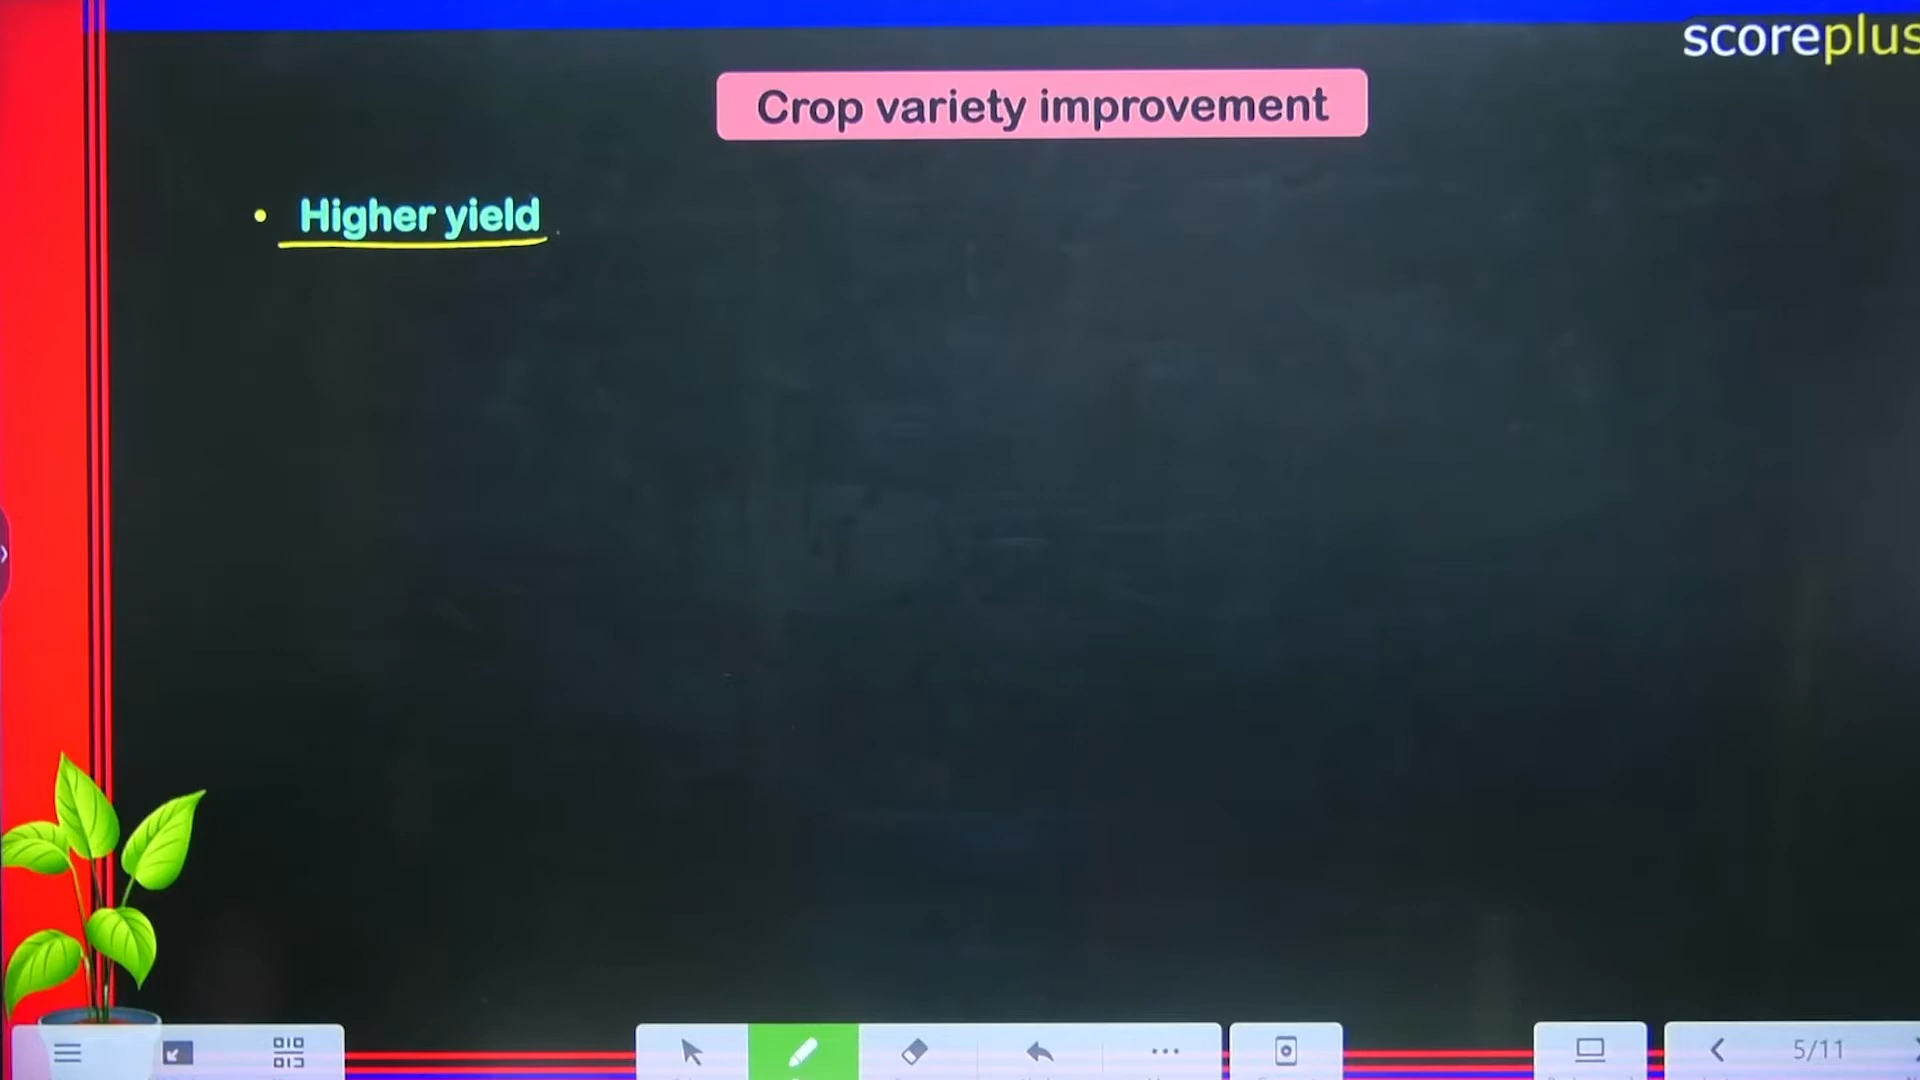 scoreplus
Crop variety improvement
• Higher yield
5/11